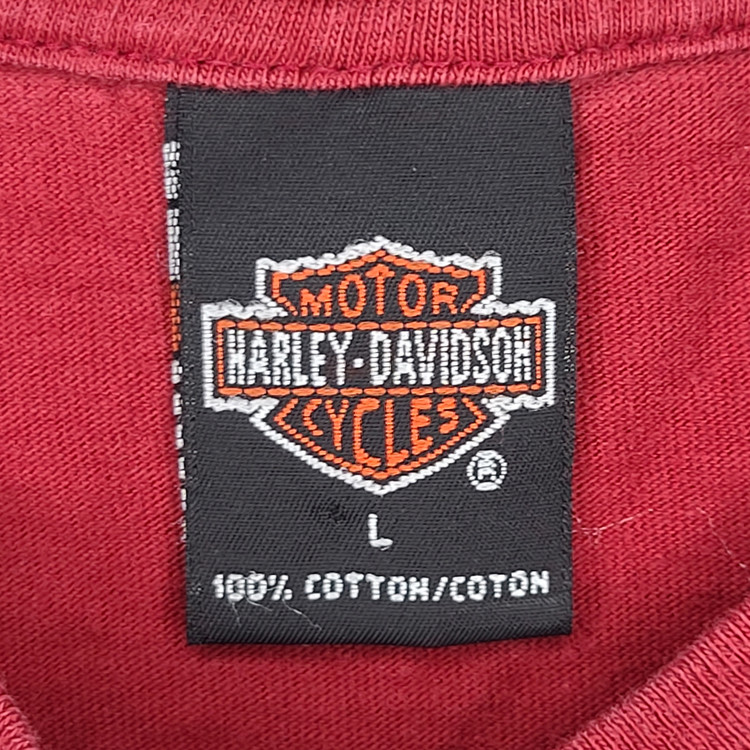 MOTOR
HARLEY-DAVIDSON
CYCLES
®
L
100% COTTON/COTON